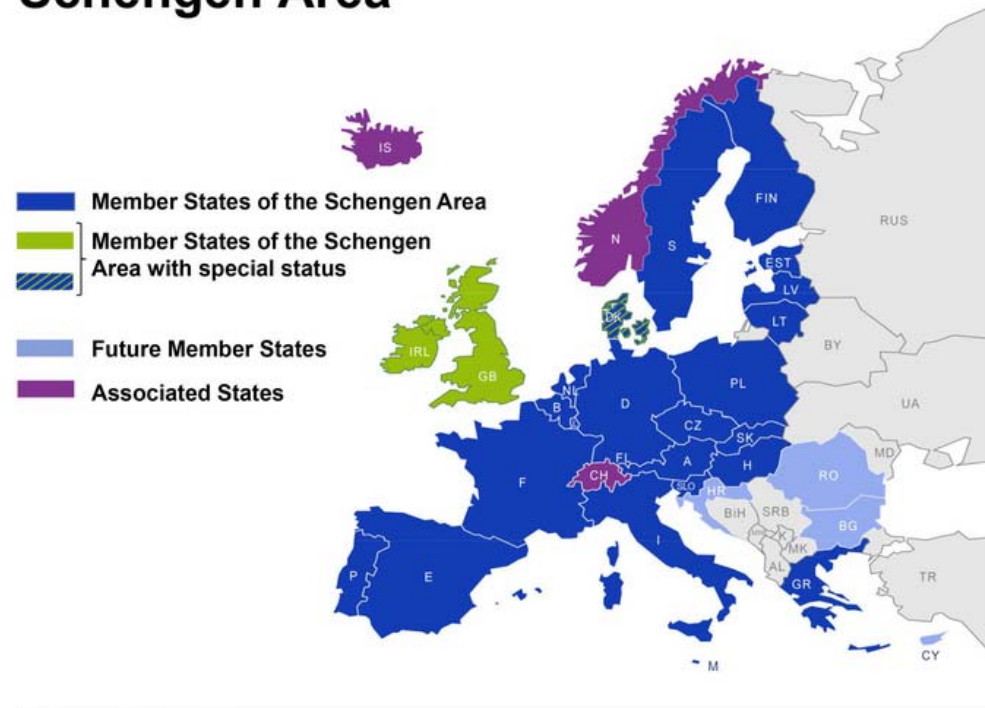 Schengen Area
IS
Member States of the Schengen Area
Member States of the Schengen
Area with special status
Future Member States
Associated States
N
S
FIN
RUS
EST
LV
LT
DK
BY
IRL
GB
NL
B
D
PL
UA
CZ
SK
F
FL
CH
A
H
MD
RO
SLO
HR
BiH
SRB
BG
I
K
MK
AL
P
E
GR
TR
M
CY